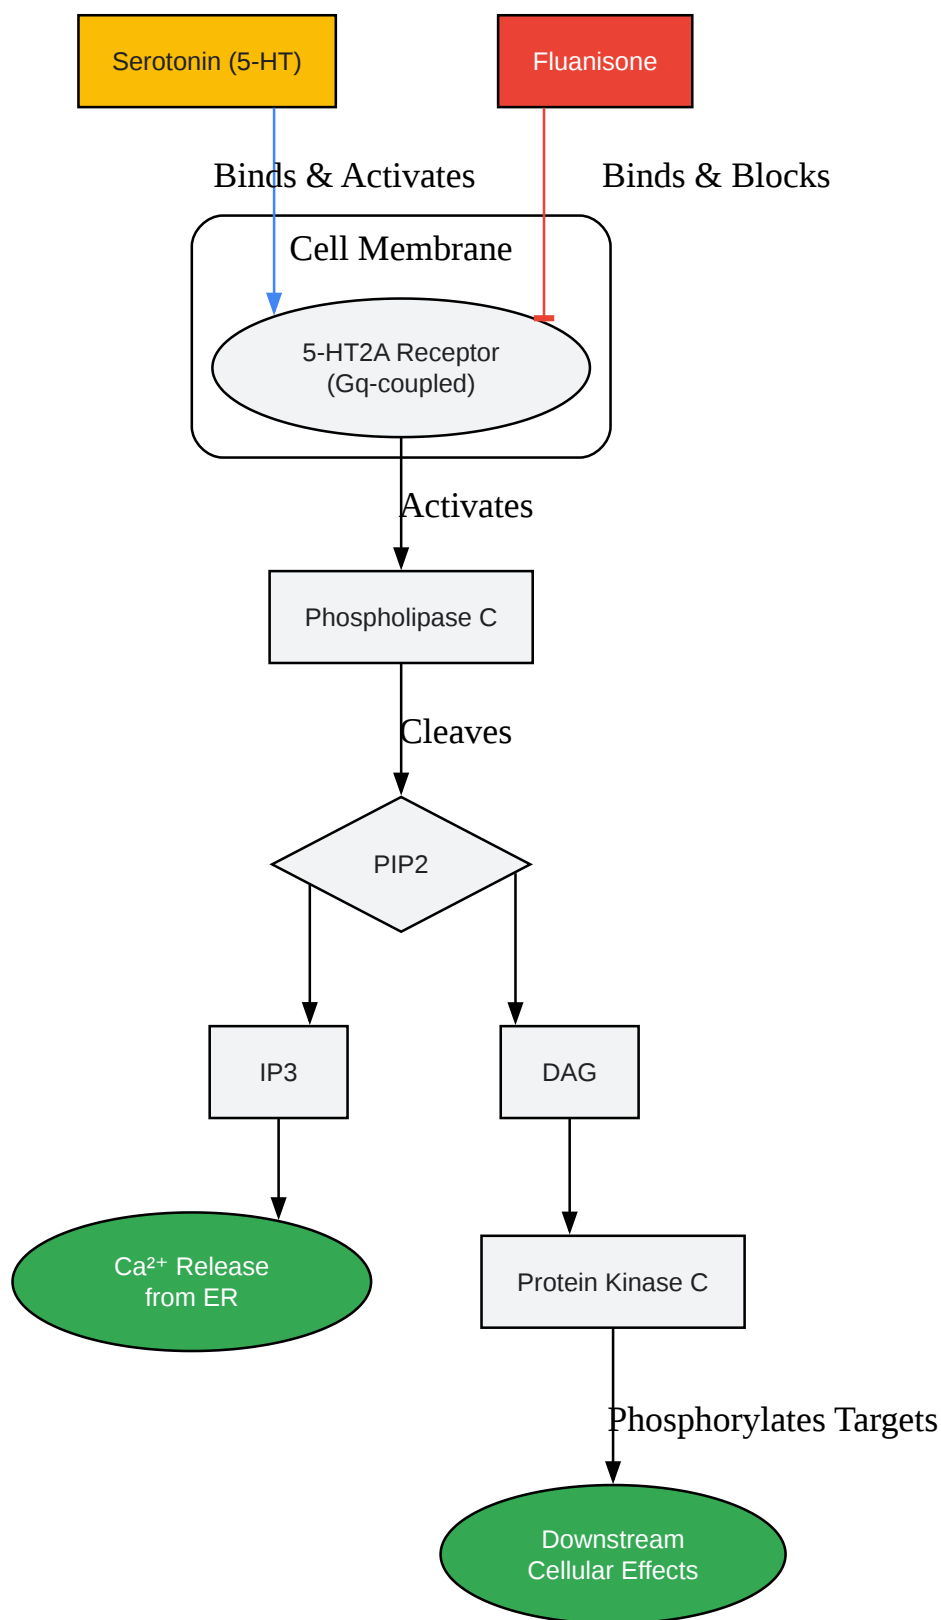 Serotonin (5-HT)
Fluanisone
Binds & Activates
Binds & Blocks
Cell Membrane
5-HT2A Receptor
(Gq-coupled)
Activates
Phospholipase C
Cleaves
PIP2
IP3
DAG
Ca²⁺ Release
from ER
Protein Kinase C
Phosphorylates Targets
Downstream
Cellular Effects